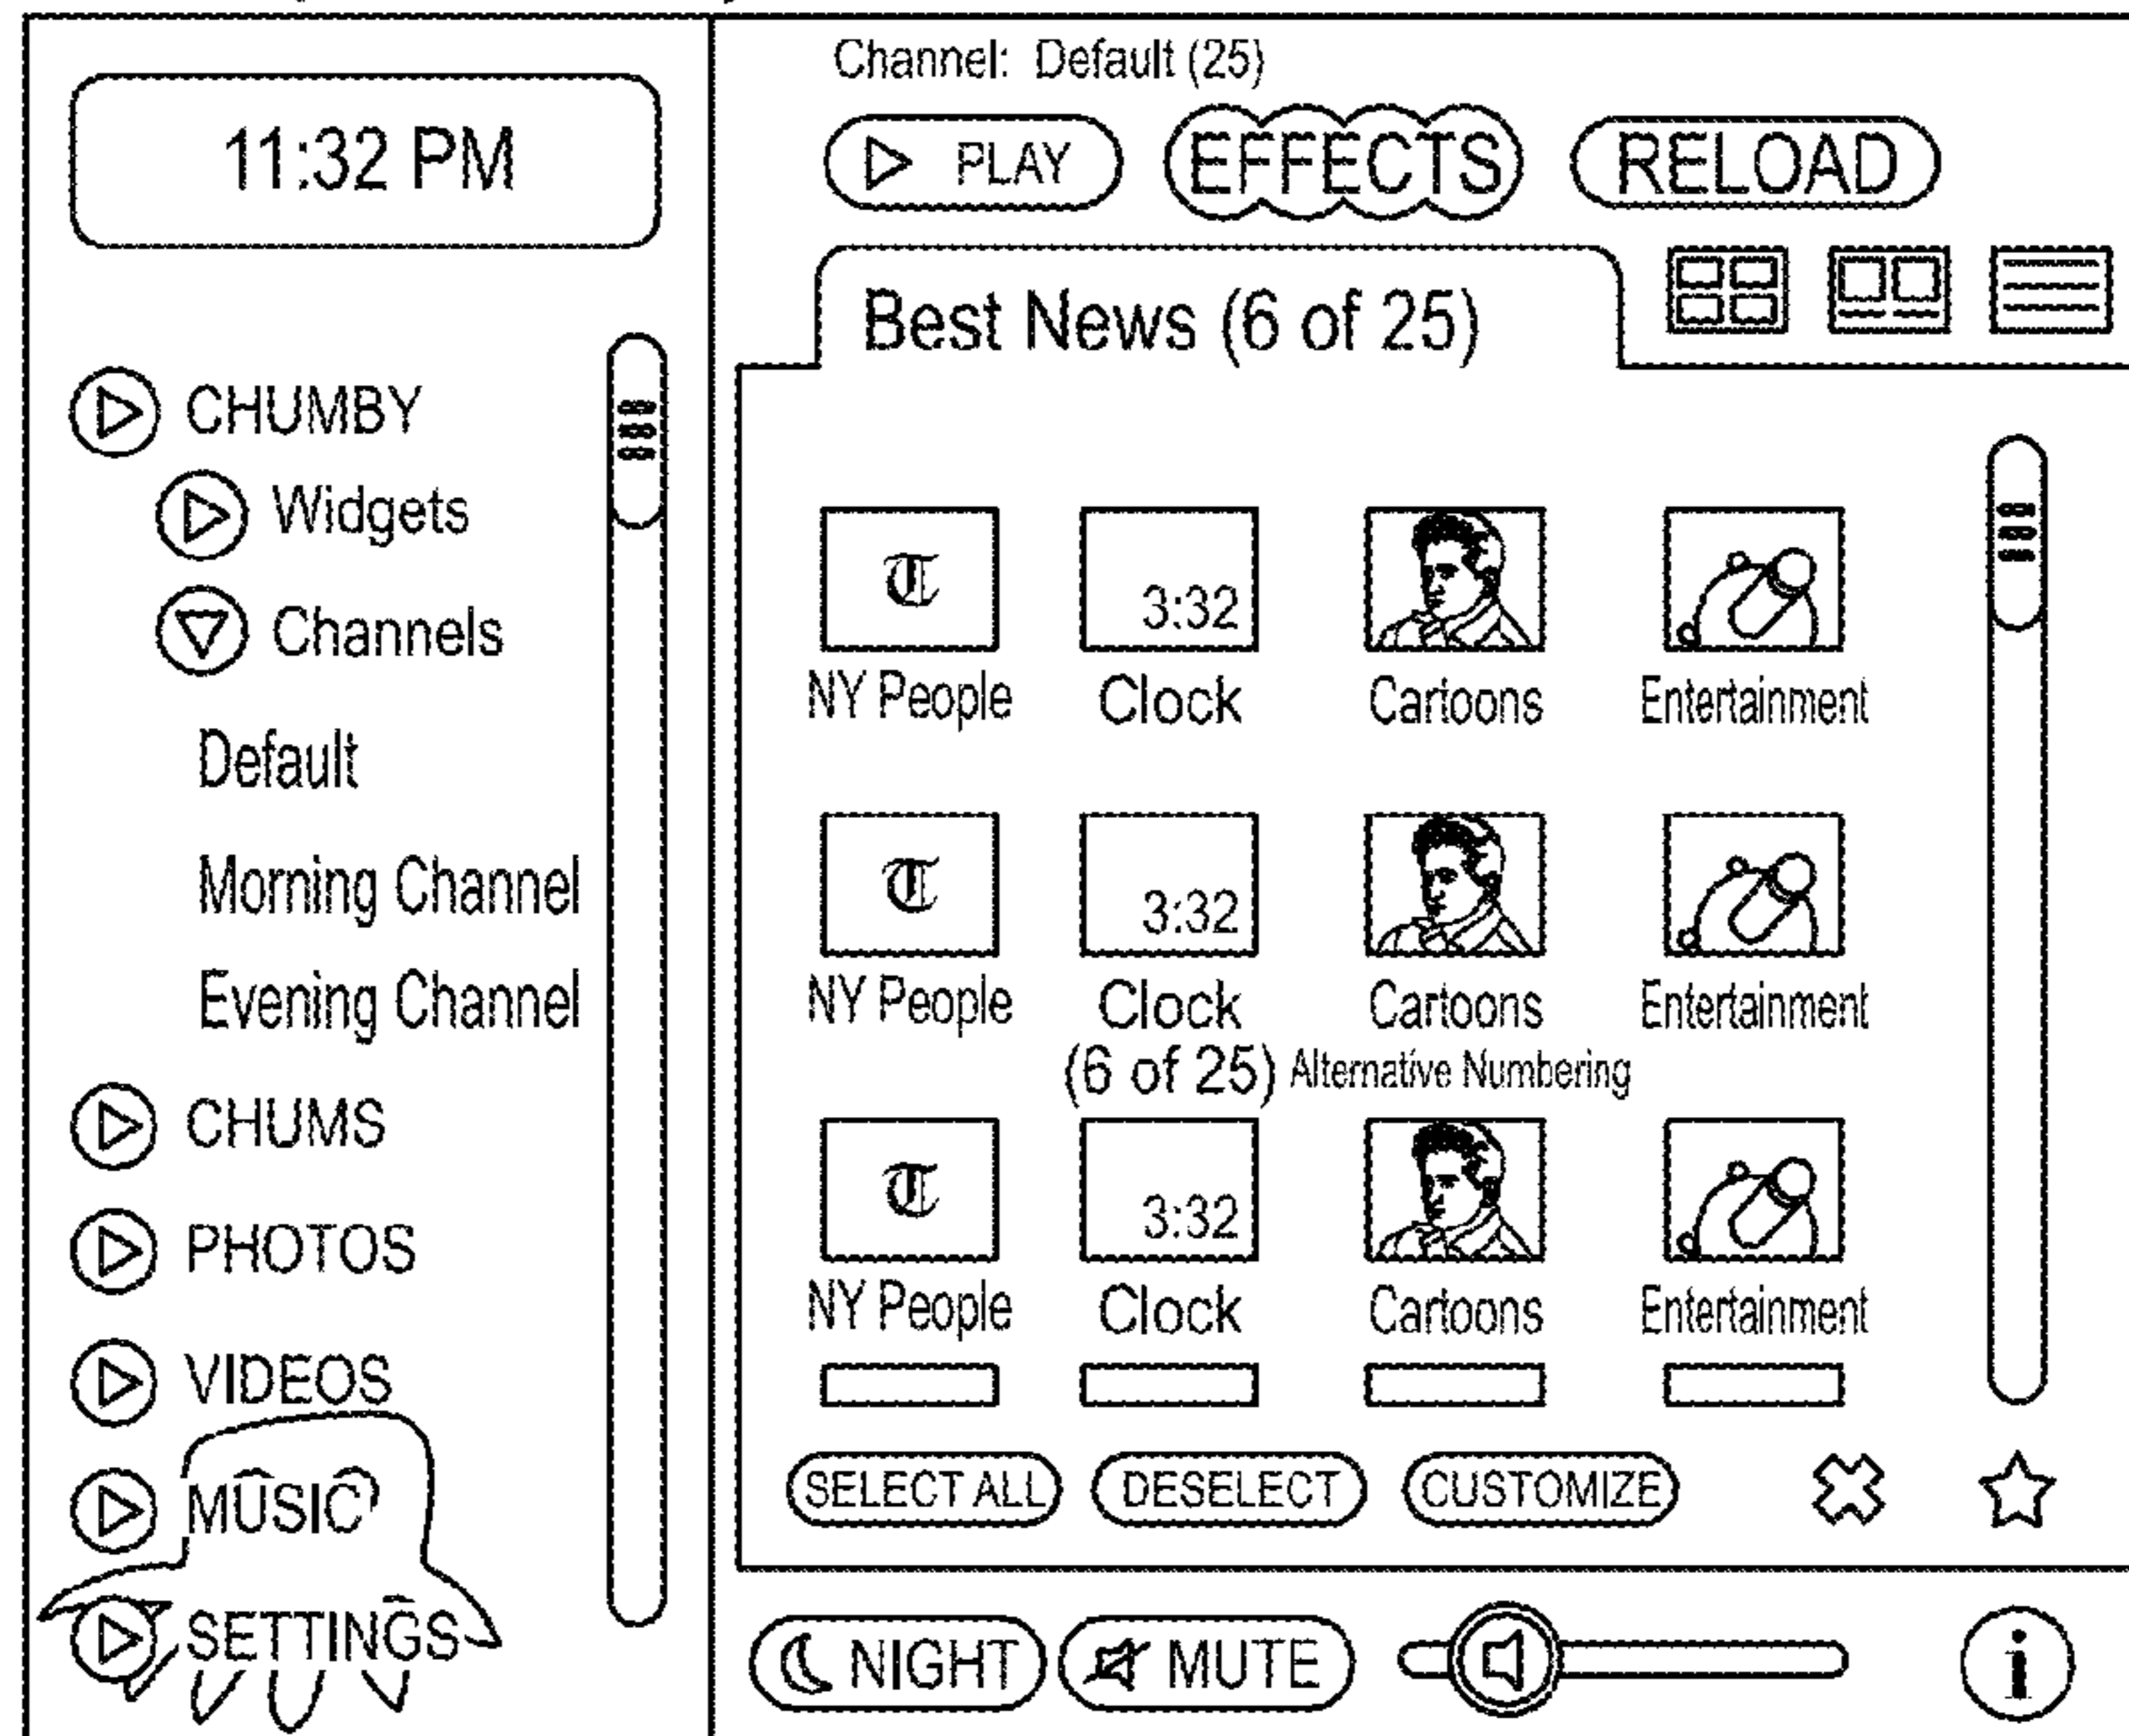 11:32 PM
CHUMBY
Widgets
Channels
Default
Morning Channel
Evening Channel
CHUMS
PHOTOS
VIDEOS
MUSIC
SETTINGS
Channel: Default (25)
PLAY EFFECTS RELOAD
Best News (6 of 25)
T 3:32
NY People Clock Cartoons Entertainment
T 3:32
NY People Clock Cartoons Entertainment
(6 of 25) Alternative Numbering
T 3:32
NY People Clock Cartoons Entertainment
SELECT ALL DESELECT CUSTOMIZE
NIGHT MUTE i